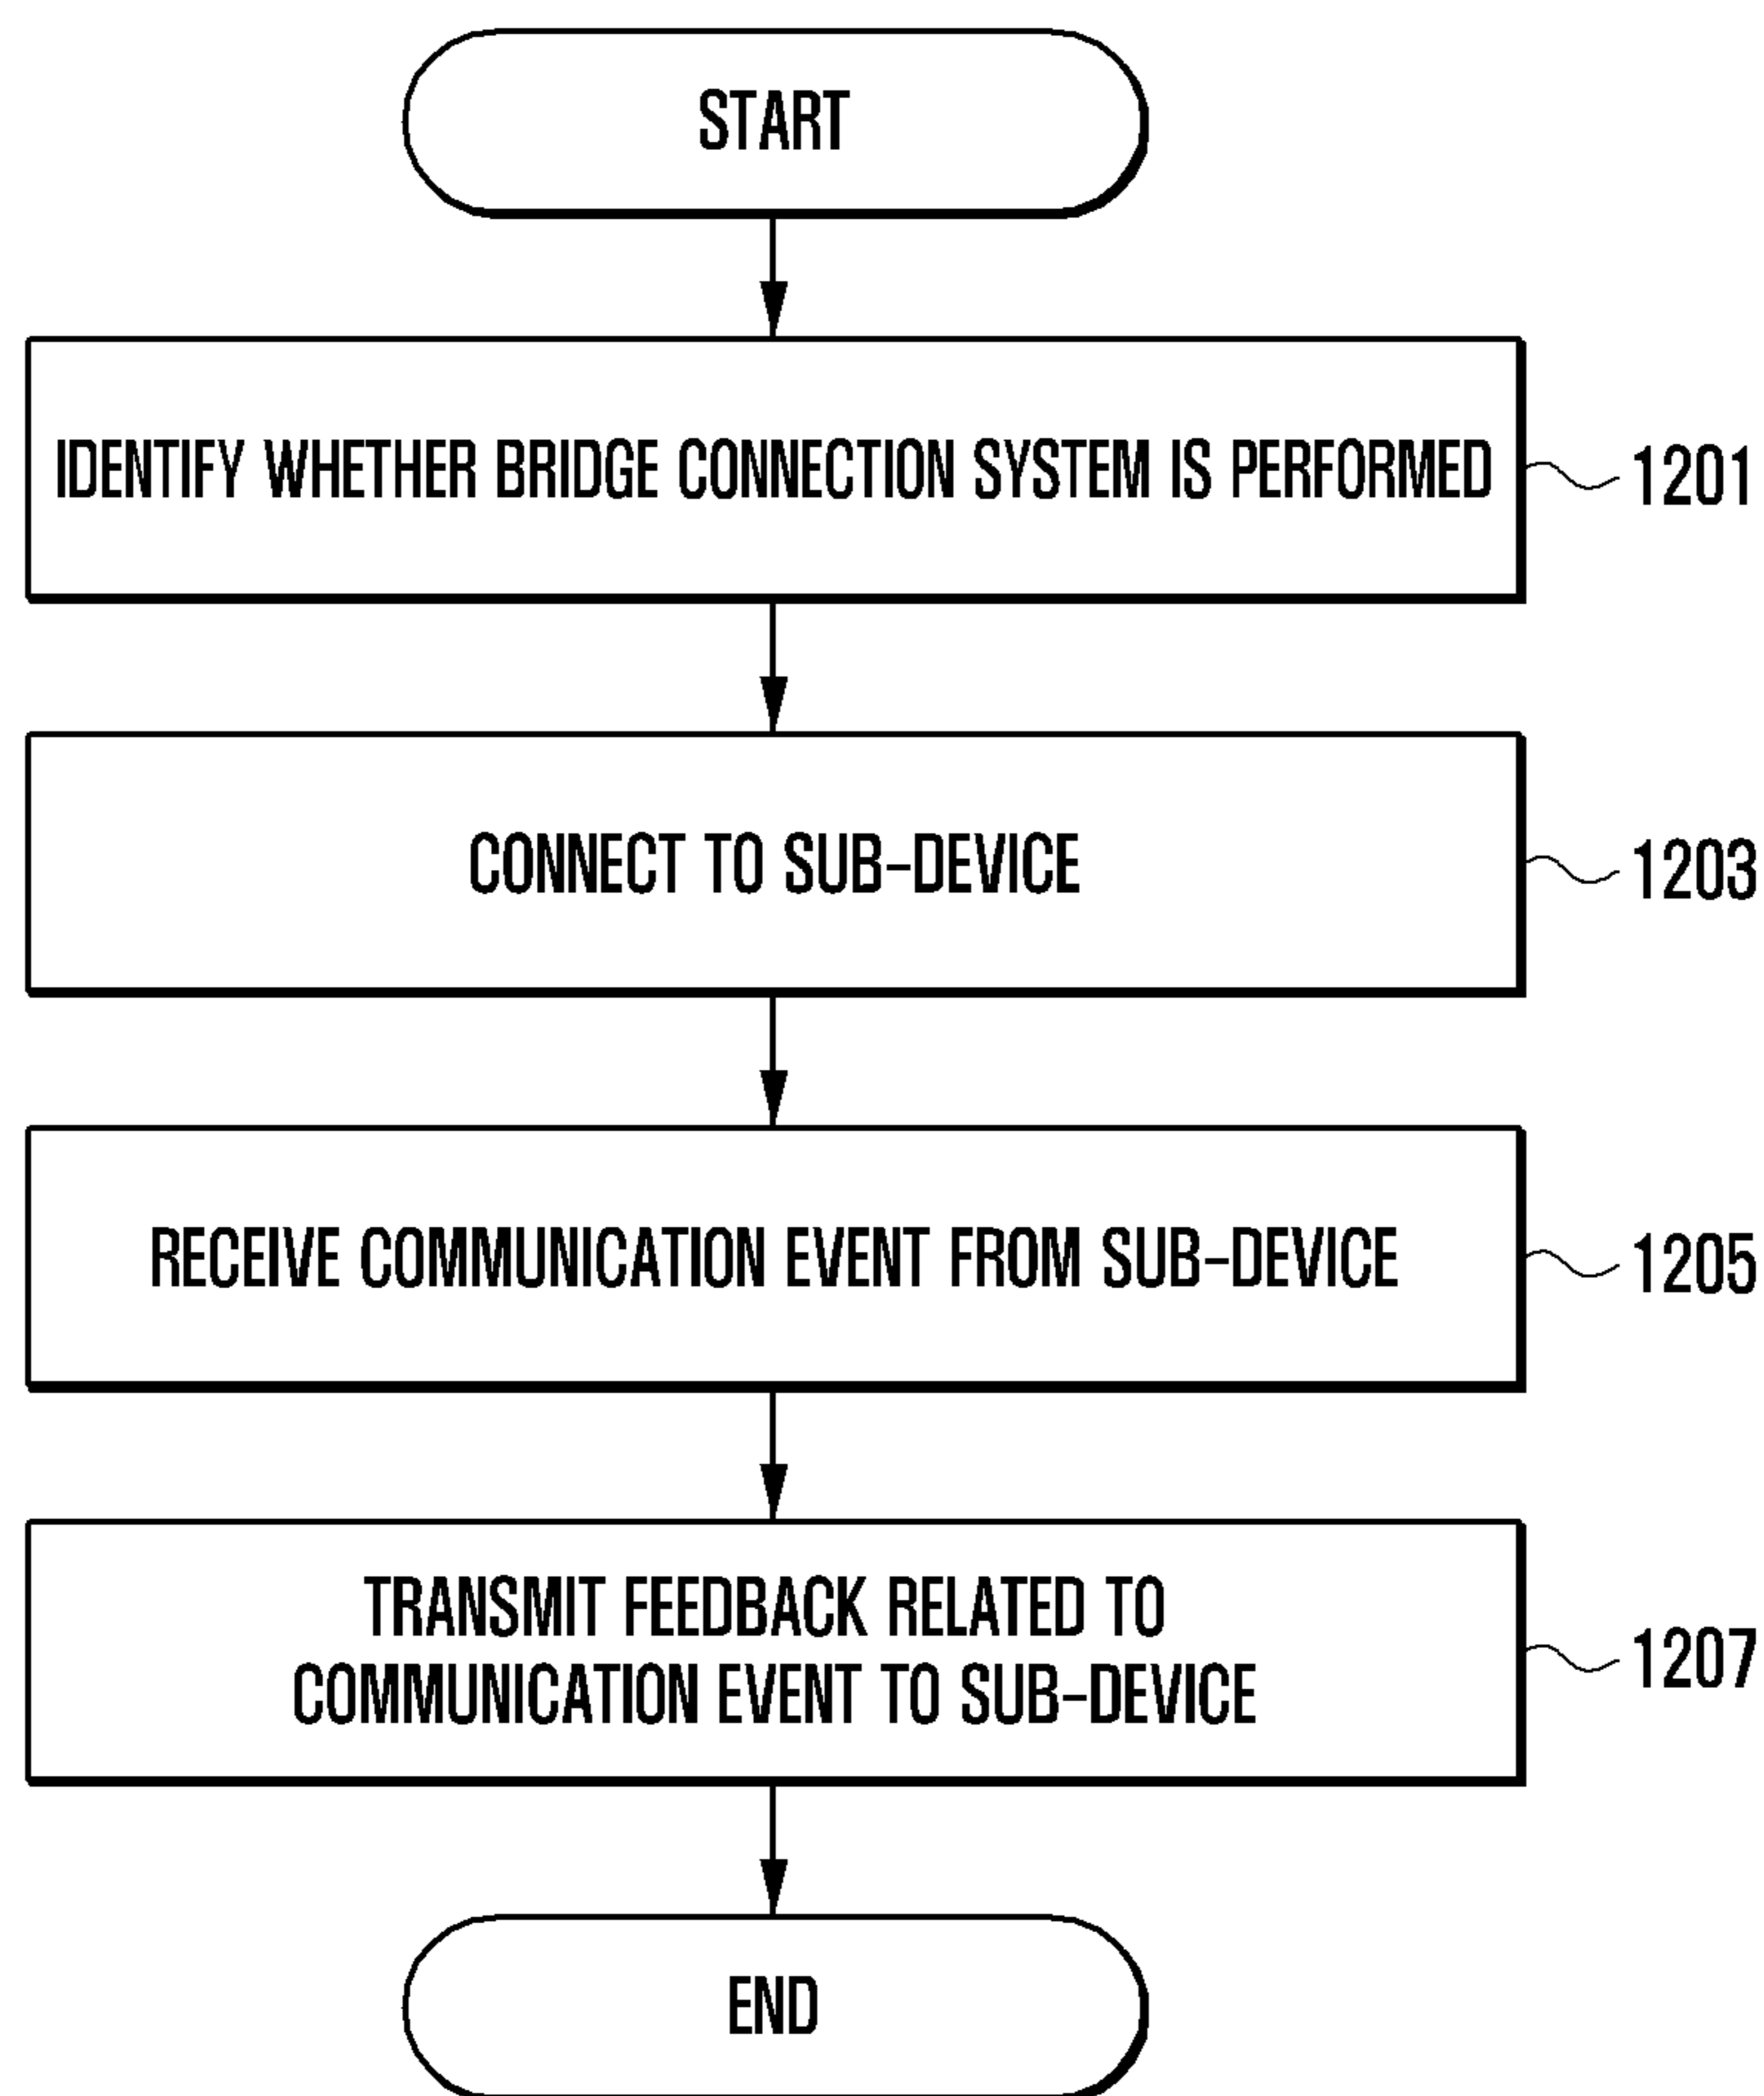 START
IDENTIFY WHETHER BRIDGE CONNECTION SYSTEM IS PERFORMED
1201
CONNECT TO SUB-DEVICE
1203
RECEIVE COMMUNICATION EVENT FROM SUB-DEVICE
1205
TRANSMIT FEEDBACK RELATED TO
COMMUNICATION EVENT TO SUB-DEVICE
1207
END